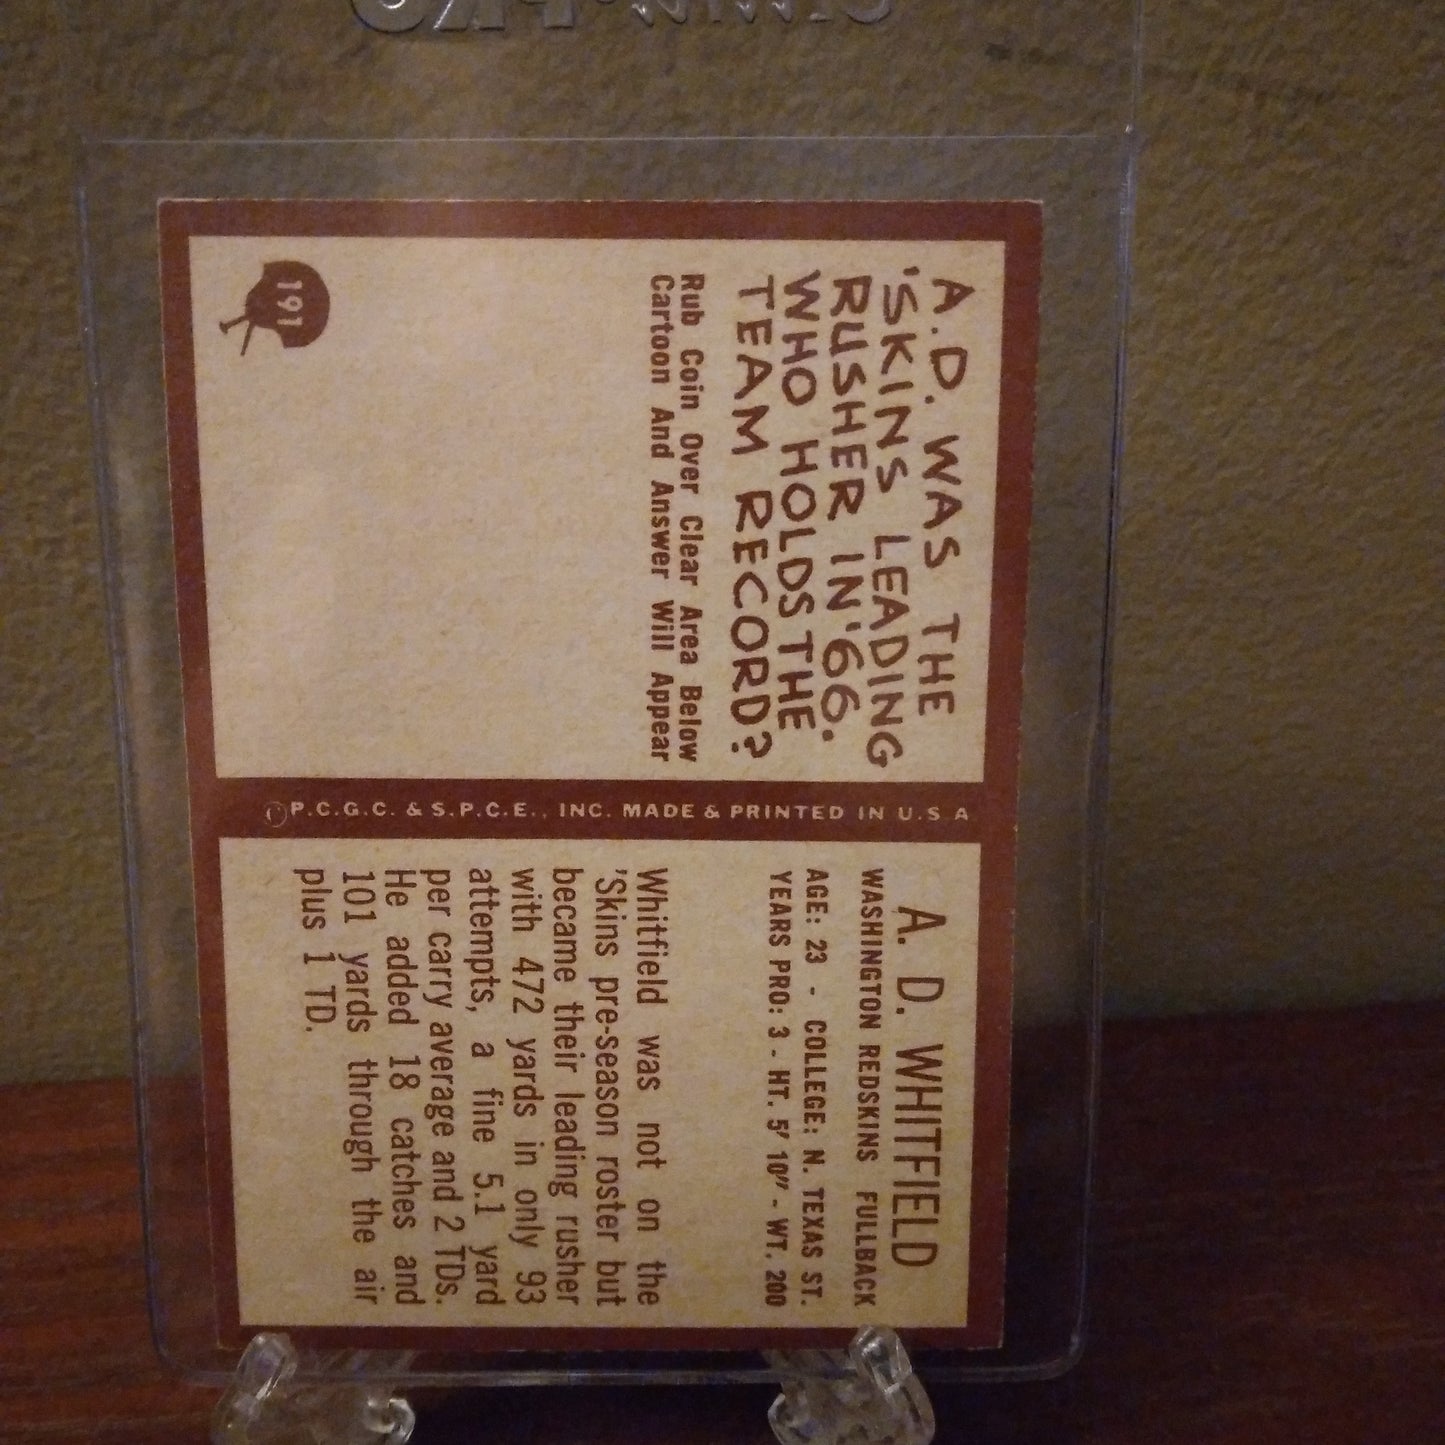 A.D. WAS THE
'SKINS LEADING
RUSHER IN '66.
WHO HOLDS THE
TEAM RECORD?
Rub Coin Over Clear Area Below
Cartoon And Answer Will Appear
191
©P.C.G.C. & S.P.C.E., INC. MADE & PRINTED IN U.S.A
A. D. WHITFIELD
WASHINGTON REDSKINS FULLBACK
AGE: 23 - COLLEGE: N. TEXAS ST.
YEARS PRO: 3 - HT. 5' 10" - WT. 200
Whitfield was not on the
'Skins pre-season roster but
became their leading rusher
with 472 yards in only 93
attempts, a fine 5.1 yard
per carry average and 2 TDs.
He added 18 catches and
101 yards through the air
plus 1 TD.